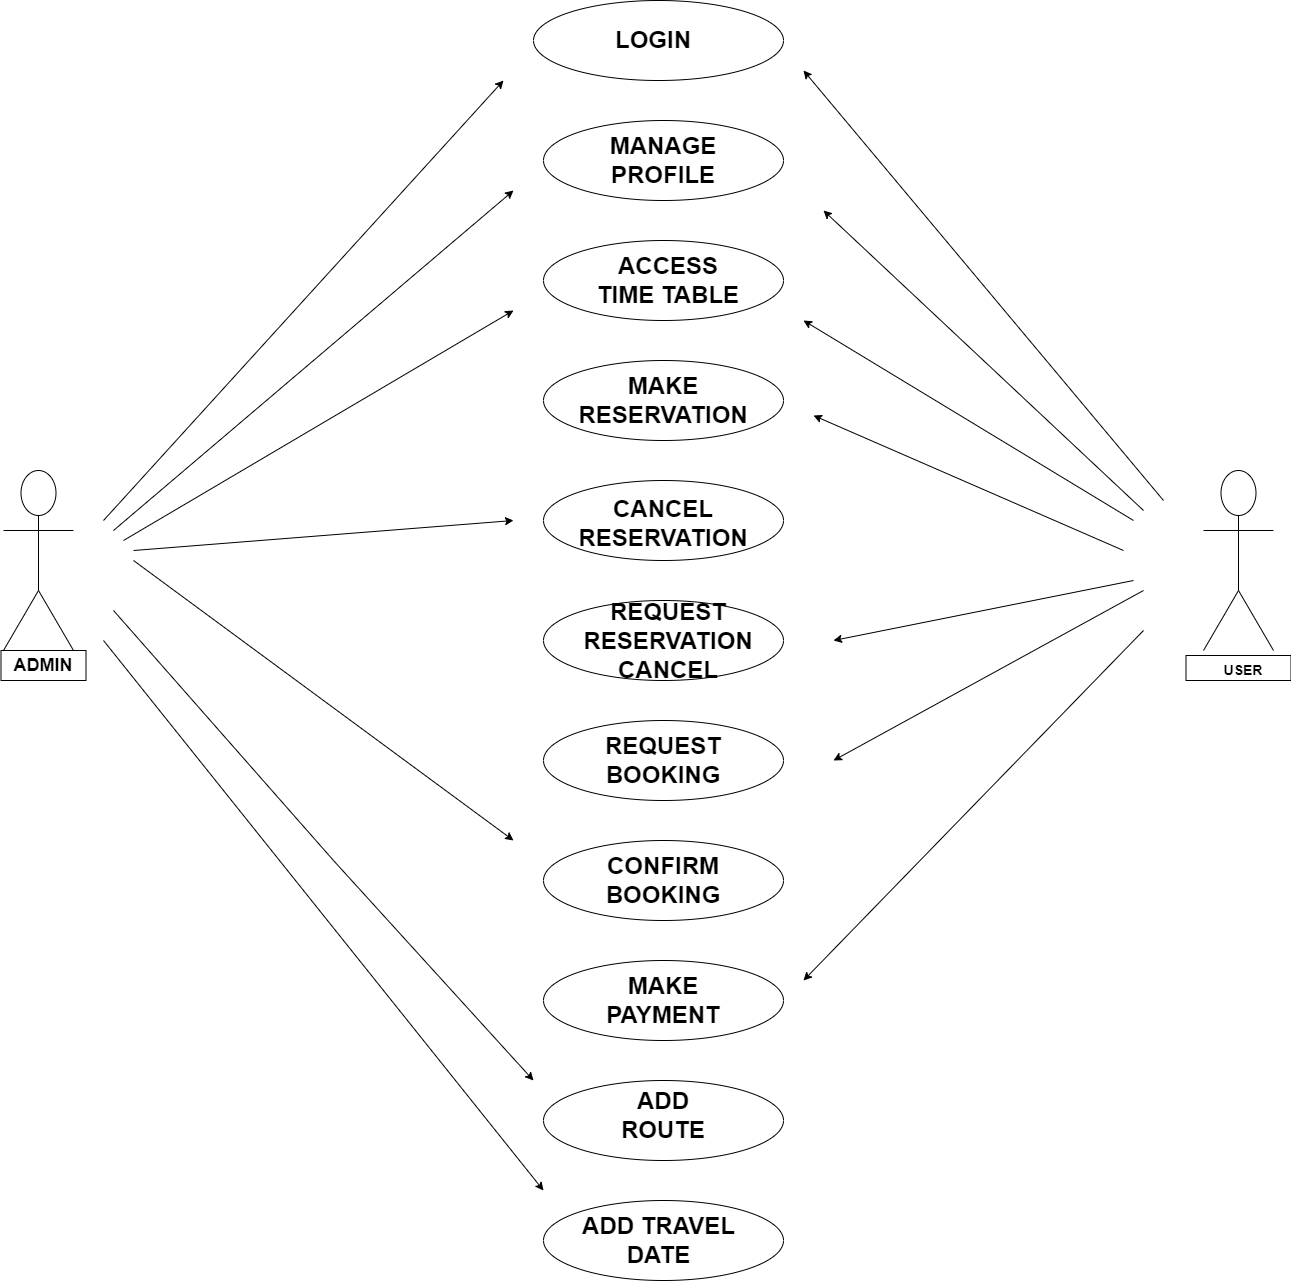 LOGIN
MANAGE
PROFILE
ACCESS
TIME TABLE
MAKE
RESERVATION
CANCEL
RESERVATION
REQUEST
RESERVATION
CANCEL
REQUEST
BOOKING
CONFIRM
BOOKING
MAKE
PAYMENT
ADD
ROUTE
ADD TRAVEL
DATE
ADMIN
USER